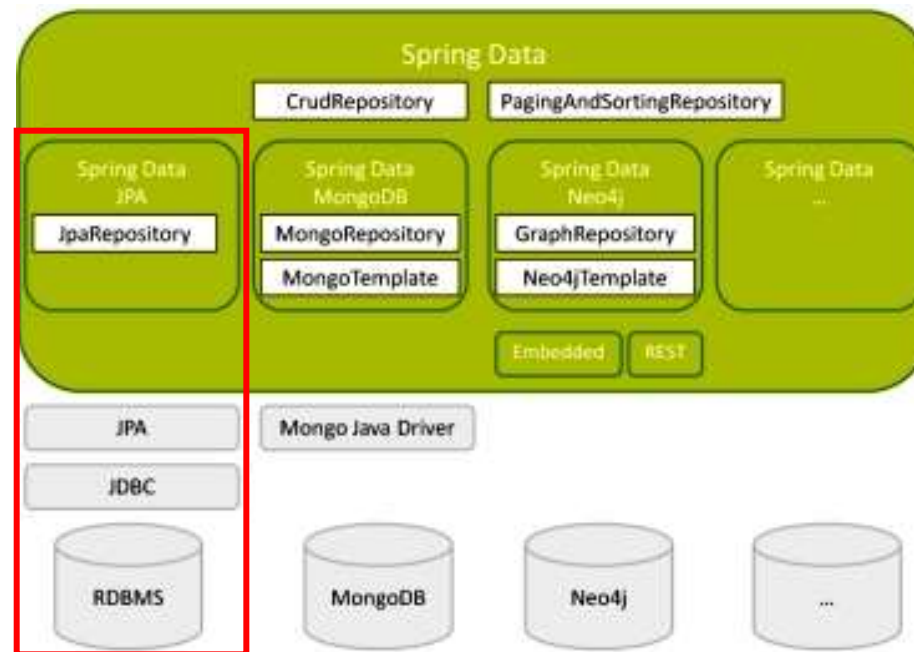 Spring Data
CrudRepository
PagingAndSortingRepository
Spring Data
JPA
JpaRepository
Spring Data
MongoDB
MongoRepository
MongoTemplate
Spring Data
Neo4j
GraphRepository
Neo4jTemplate
Spring Data
...
Embedded
REST
JPA
Mongo Java Driver
JDBC
RDBMS
MongoDB
Neo4j
...